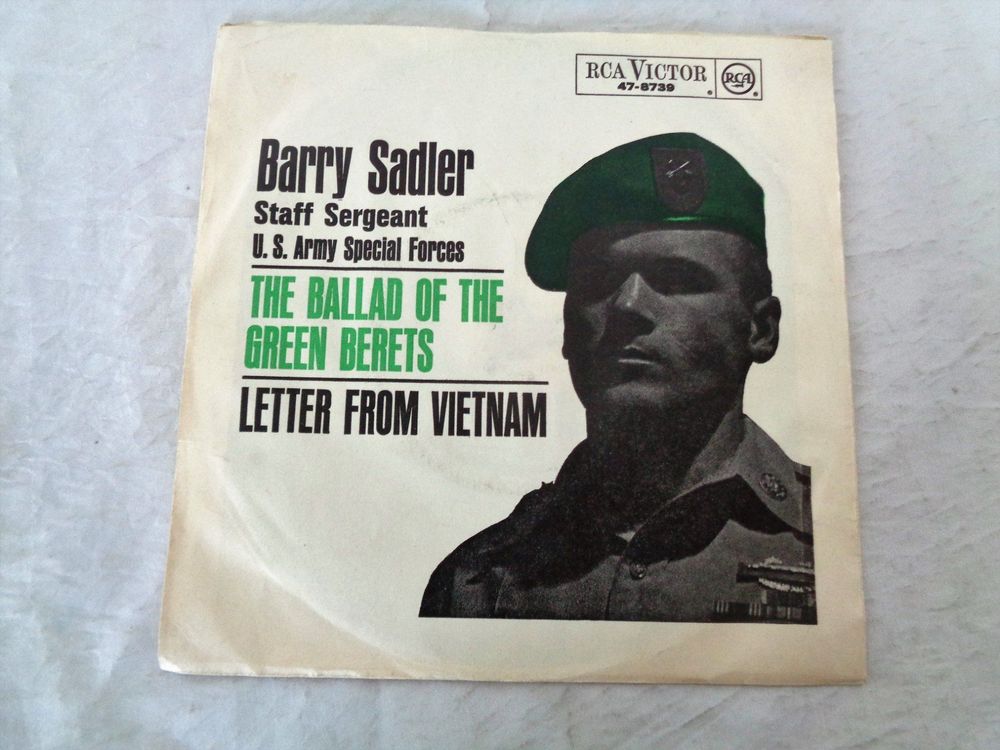 RCA VICTOR
47-8739
RCA
Barry Sadler
Staff Sergeant
U. S. Army Special Forces
THE BALLAD OF THE
GREEN BERETS
LETTER FROM VIETNAM